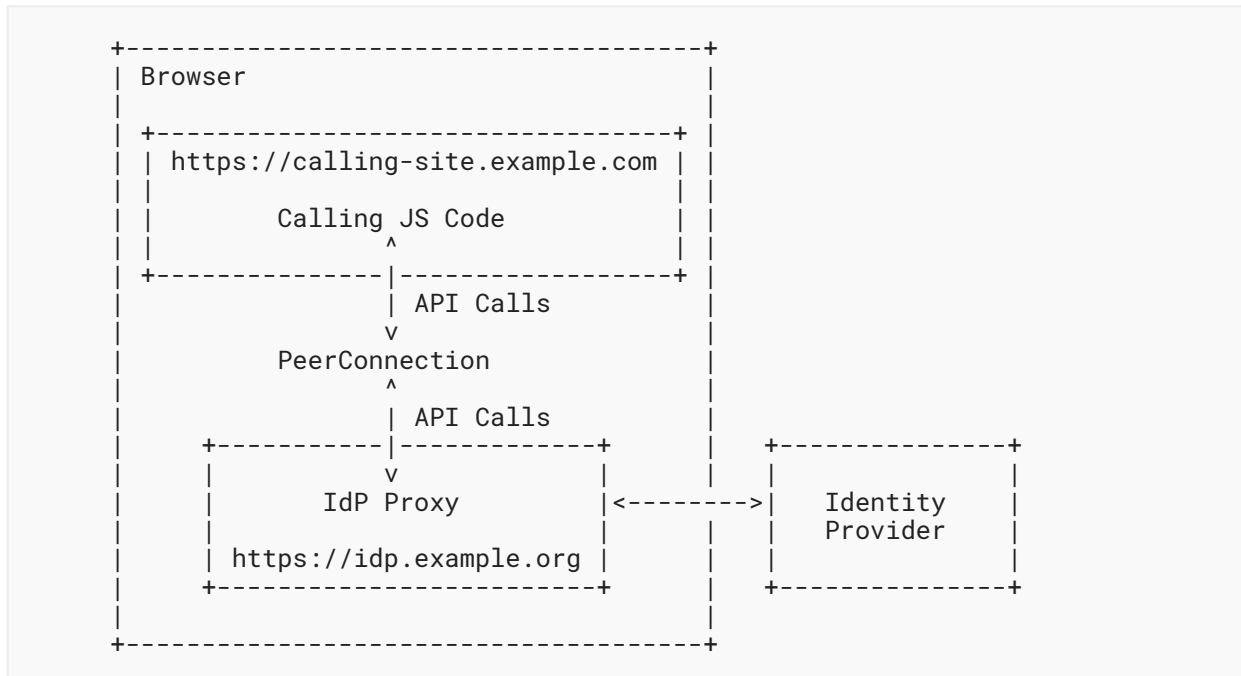 Browser
https://calling-site.example.com
Calling JS Code
API Calls
PeerConnection
API Calls
IdP Proxy
Identity
Provider
https://idp.example.org